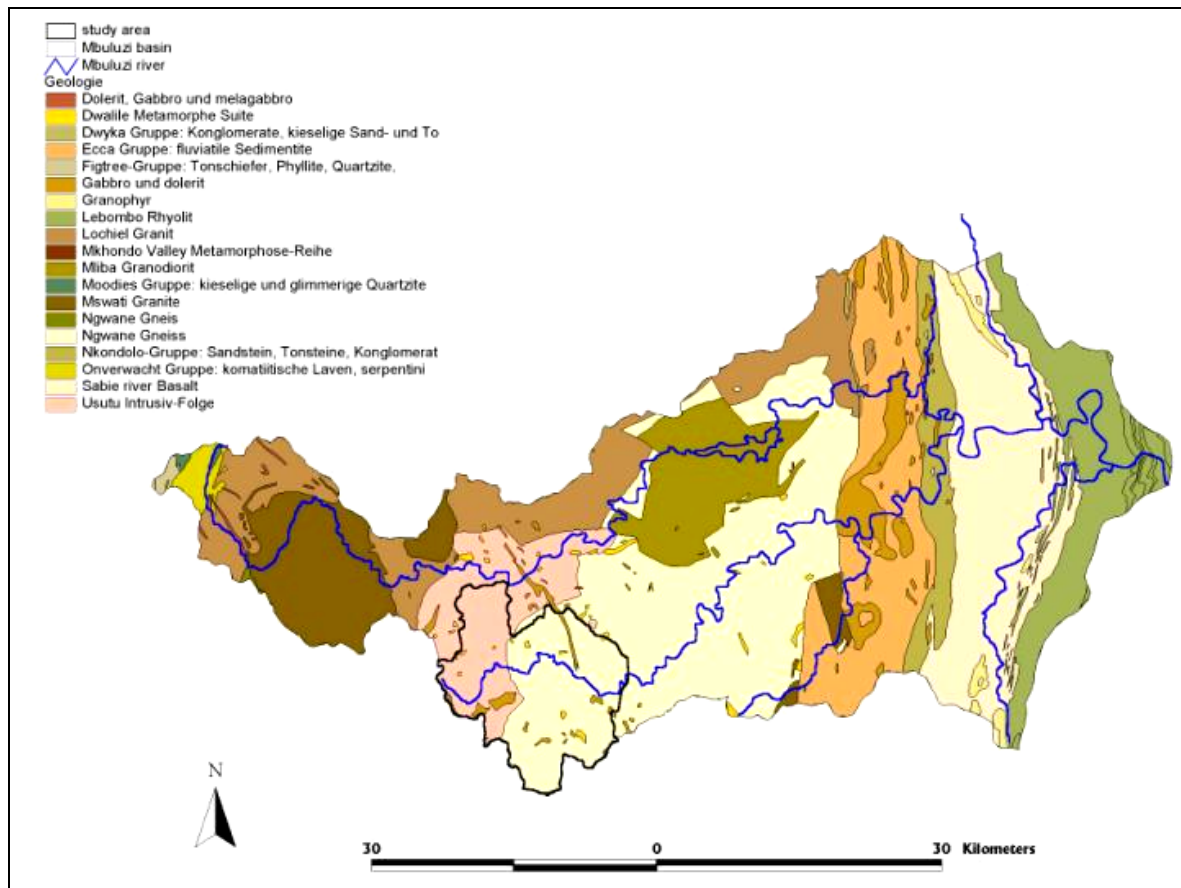 study area
Mbuluzi basin
Mbuluzi river
Geologie
Dolerit, Gabbro und melagabbro
Dwalile Metamorphe Suite
Dwyka Gruppe: Konglomerate, kieselige Sand- und To
Ecca Gruppe: fluviatile Sedimentite
Figtree-Gruppe: Tonschiefer, Phyllite, Quartzite,
Gabbro und dolerit
Granophyr
Lebombo Rhyolit
Lochiel Granit
Mkhondo Valley Metamorphose-Reihe
Mliba Granodiorit
Moodies Gruppe: kieselige und glimmerige Quartzite
Mswati Granite
Ngwane Gneis
Ngwane Gneiss
Nkondolo-Gruppe: Sandstein, Tonsteine, Konglomerat
Onverwacht Gruppe: komatiitische Laven, serpentini
Sabie river Basalt
Usutu Intrusiv-Folge
N
30 0 30 Kilometers